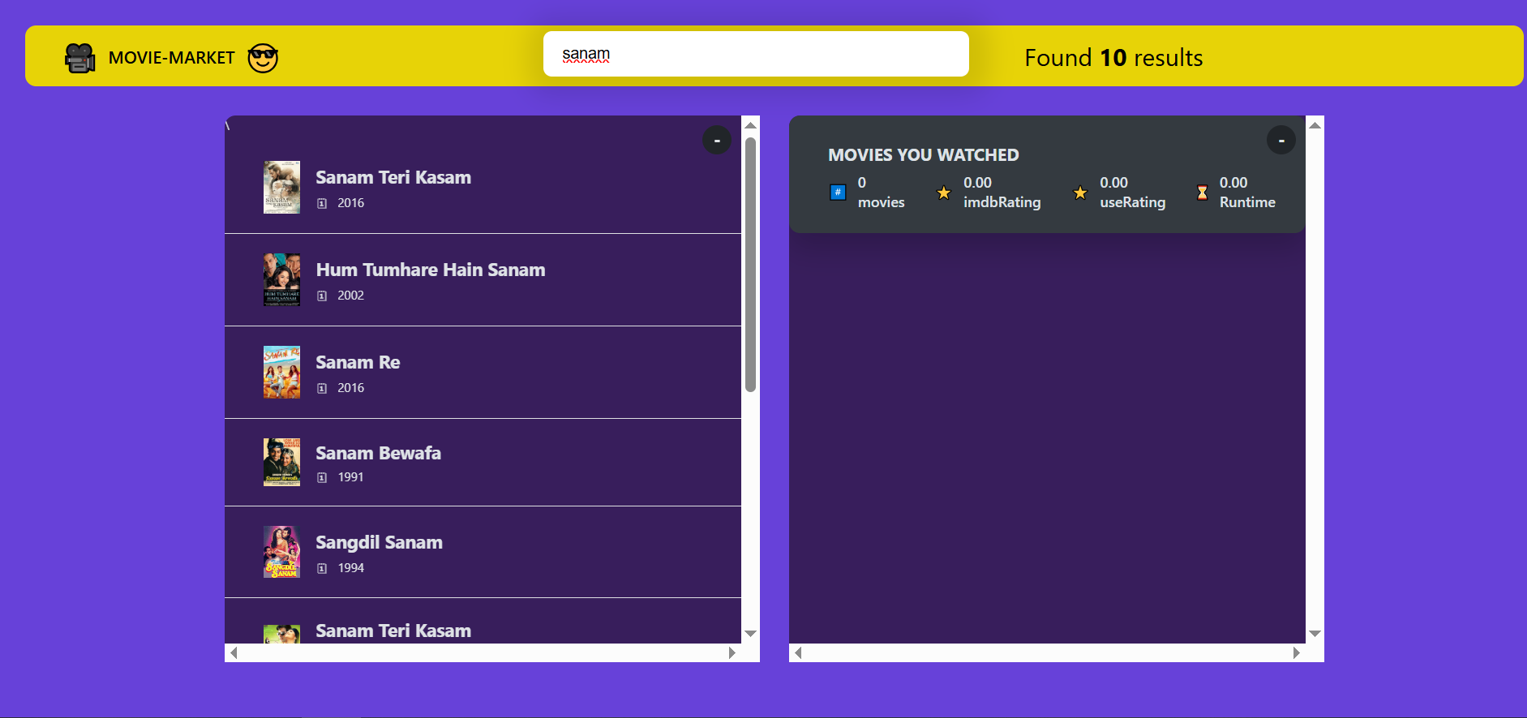 MOVIE-MARKET
sanam
Found 10 results
\
-
Sanam Teri Kasam
2016
Hum Tumhare Hain Sanam
2002
Sanam Re
2016
Sanam Bewafa
1991
Sangdil Sanam
1994
Sanam Teri Kasam
-
MOVIES YOU WATCHED
#
0
movies
0.00
imdbRating
0.00
useRating
0.00
Runtime